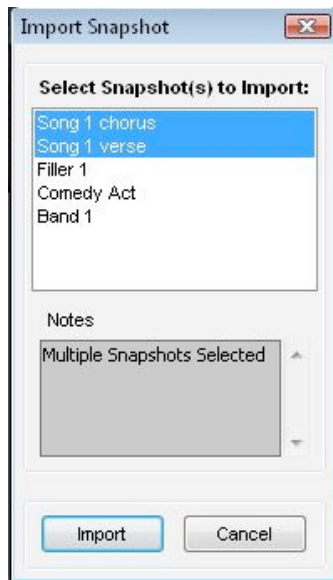 Import Snapshot
Select Snapshot(s) to Import:
Song 1 chorus
Song 1 verse
Filler 1
Comedy Act
Band 1
Notes
Multiple Snapshots Selected
Import Cancel